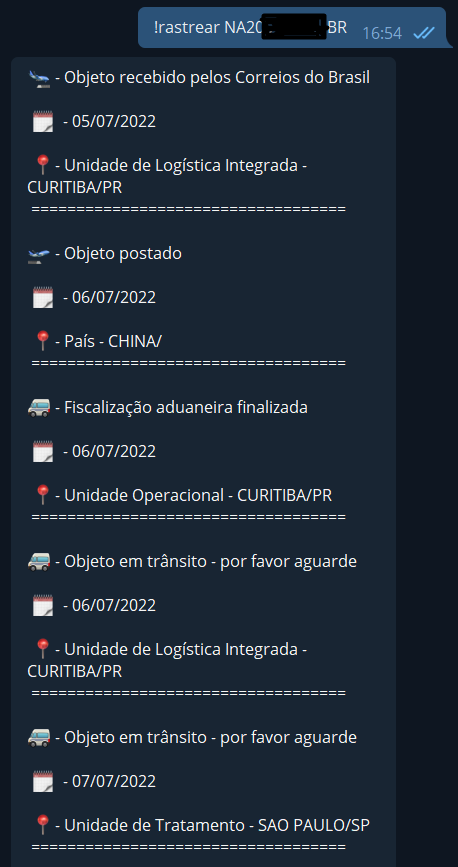 !rastrear NA20 BR
16:54
- Objeto recebido pelos Correios do Brasil
- 05/07/2022
- Unidade de Logística Integrada -
CURITIBA/PR
===================================
- Objeto postado
- 06/07/2022
- País - CHINA/
===================================
- Fiscalização aduaneira finalizada
- 06/07/2022
- Unidade Operacional - CURITIBA/PR
===================================
- Objeto em trânsito - por favor aguarde
- 06/07/2022
- Unidade de Logística Integrada -
CURITIBA/PR
===================================
- Objeto em trânsito - por favor aguarde
- 07/07/2022
- Unidade de Tratamento - SAO PAULO/SP
===================================